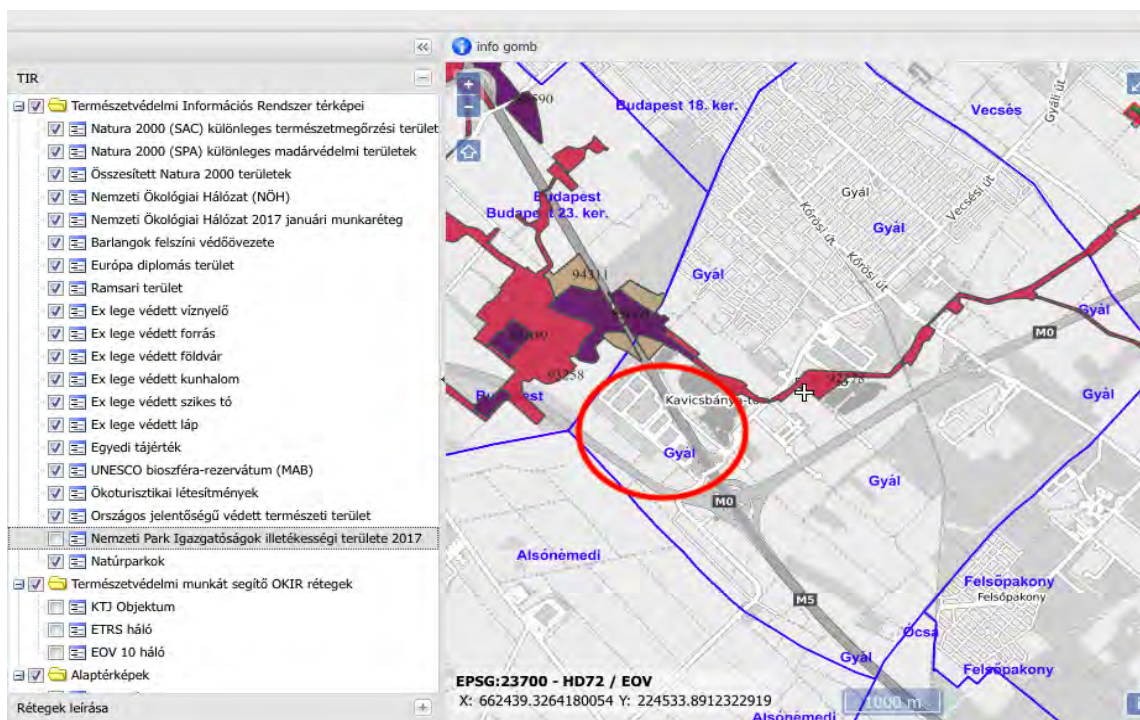 info gomb
TIR
Természetvédelmi Információs Rendszer térképei
Natura 2000 (SAC) különleges természetmegőrzési terület
Natura 2000 (SPA) különleges madárvédelmi területek
Összesített Natura 2000 területek
Nemzeti Ökológiai Hálózat (NÖH)
Nemzeti Ökológiai Hálózat 2017 januári munkaréteg
Barlangok felszíni védőövezete
Európa diplomás terület
Ramsari terület
Ex lege védett víznyelő
Ex lege védett forrás
Ex lege védett földvár
Ex lege védett kunhalom
Ex lege védett szikes tó
Ex lege védett láp
Egyedi tájérték
UNESCO bioszféra-rezervátum (MAB)
Ökoturisztikai létesítmények
Országos jelentőségű védett természeti terület
Nemzeti Park Igazgatóságok illetékességi területe 2017
Natúrparkok
Természetvédelmi munkát segítő OKIR rétegek
KTJ Objektum
ETRS háló
EOV 10 háló
Alaptérképek
Rétegek leírása
Budapest 18. ker.
Vecsés
Gyáli út
Gyál
Vecsési út
Budapest
Budapest 23. ker.
Kőrösi út
Gyál
Kőrösi út
94311
Gyál
Gyál
M0
93258
Kavicsbánya-tó
Gyál
Gyál
Gyál
M0
Alsónémedi
Felsőpakony
Felsőpakony
M5
Ócsa
Gyál
Felsőpakony
EPSG:23700 - HD72 / EOV
X: 662439.3264180054 Y: 224533.8912322919
1000 m
Alsónémedi